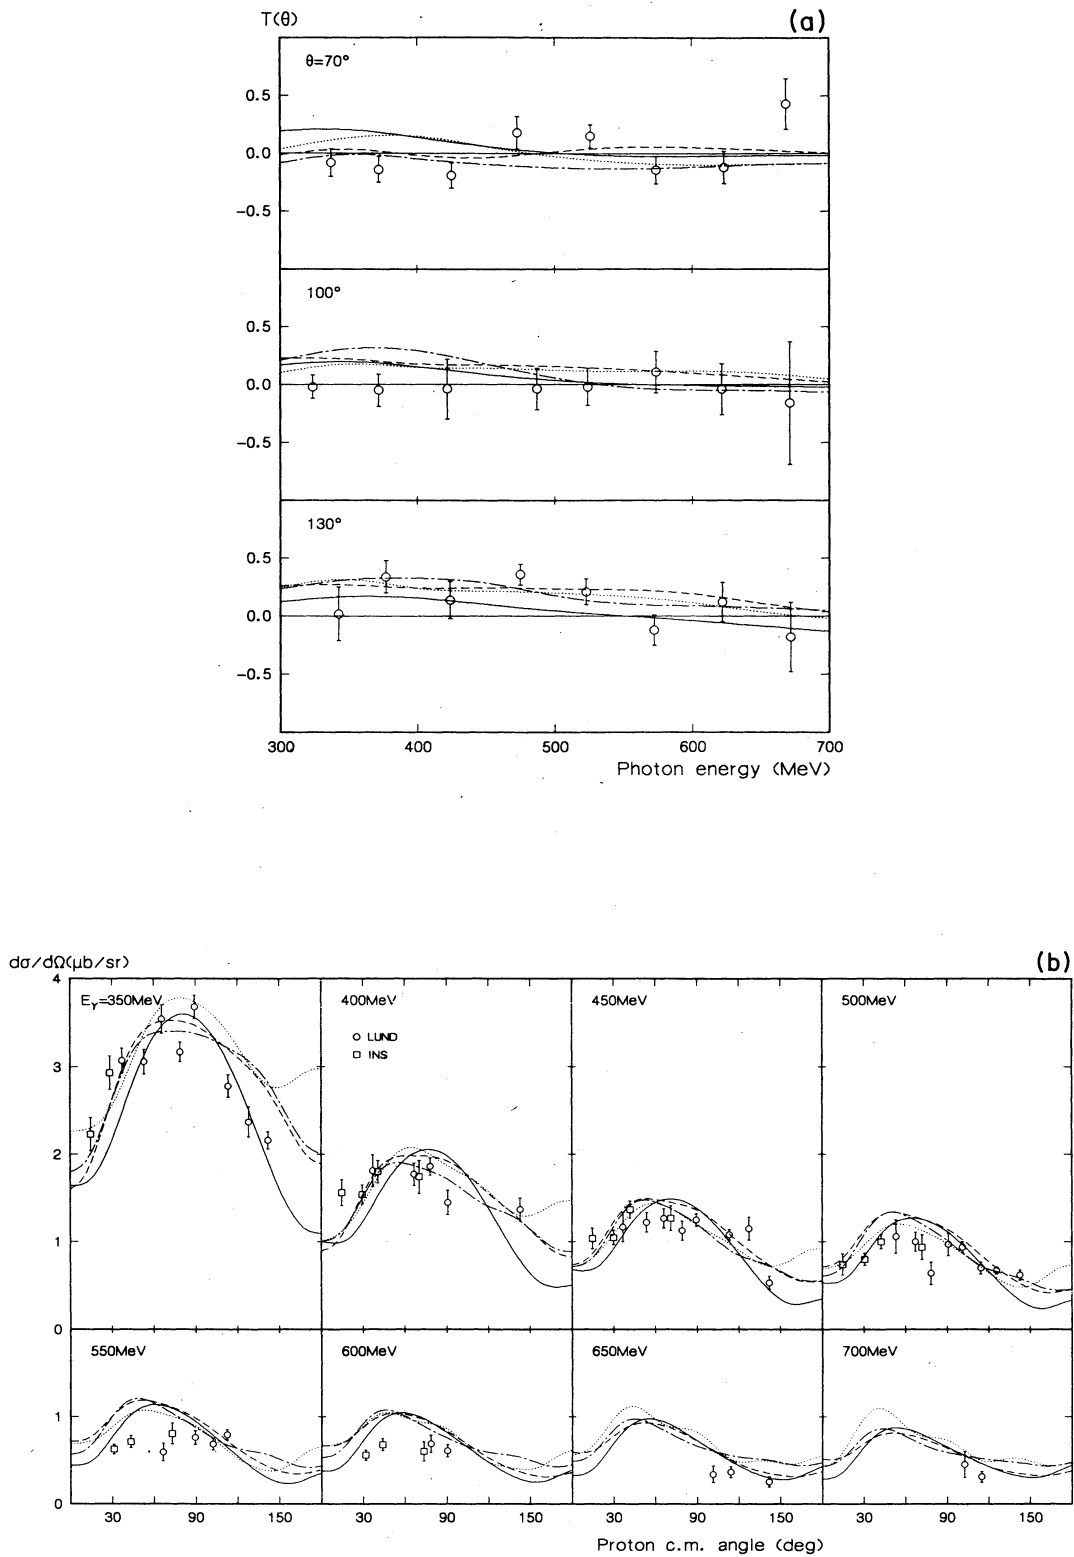 T(θ)
(a)
θ=70°
0.5
0.0
−0.5
100°
0.5
0.0
−0.5
130°
0.5
0.0
−0.5
300 400 500 600 700
Photon energy (MeV)
dσ/dΩ(μb/sr)
(b)
4
Eγ=350MeV
400MeV
450MeV
500MeV
LUND
INS
3
2
1
0
550MeV
600MeV
650MeV
700MeV
1
0
30 90 150 30 90 150 30 90 150 30 90 150
Proton c.m. angle (deg)